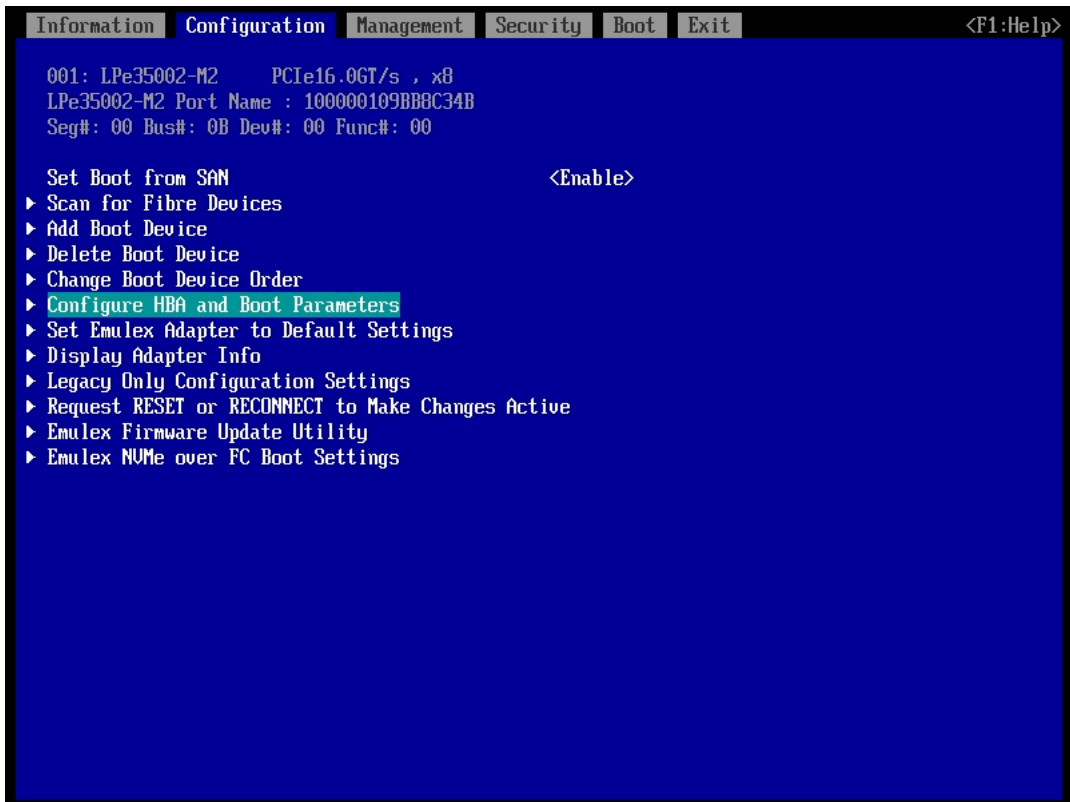 Information Configuration Management Security Boot Exit <F1:Help>
001: LPe35002-M2 PCIe16.0GT/s , x8
LPe35002-M2 Port Name : 100000109BB8C34B
Seg#: 00 Bus#: 0B Dev#: 00 Func#: 00
Set Boot from SAN <Enable>
Scan for Fibre Devices
Add Boot Device
Delete Boot Device
Change Boot Device Order
Configure HBA and Boot Parameters
Set Emulex Adapter to Default Settings
Display Adapter Info
Legacy Only Configuration Settings
Request RESET or RECONNECT to Make Changes Active
Emulex Firmware Update Utility
Emulex NVMe over FC Boot Settings